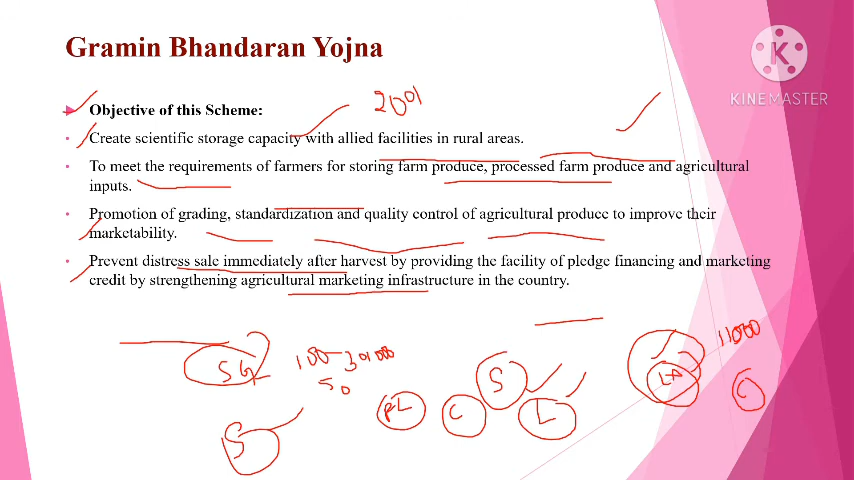 Gramin Bhandaran Yojna
K
KINEMASTER
Objective of this Scheme:
2001
Create scientific storage capacity with allied facilities in rural areas.
To meet the requirements of farmers for storing farm produce, processed farm produce and agricultural
inputs.
Promotion of grading, standardization and quality control of agricultural produce to improve their
marketability.
Prevent distress sale immediately after harvest by providing the facility of pledge financing and marketing
credit by strengthening agricultural marketing infrastructure in the country.
50
S
L
C
S